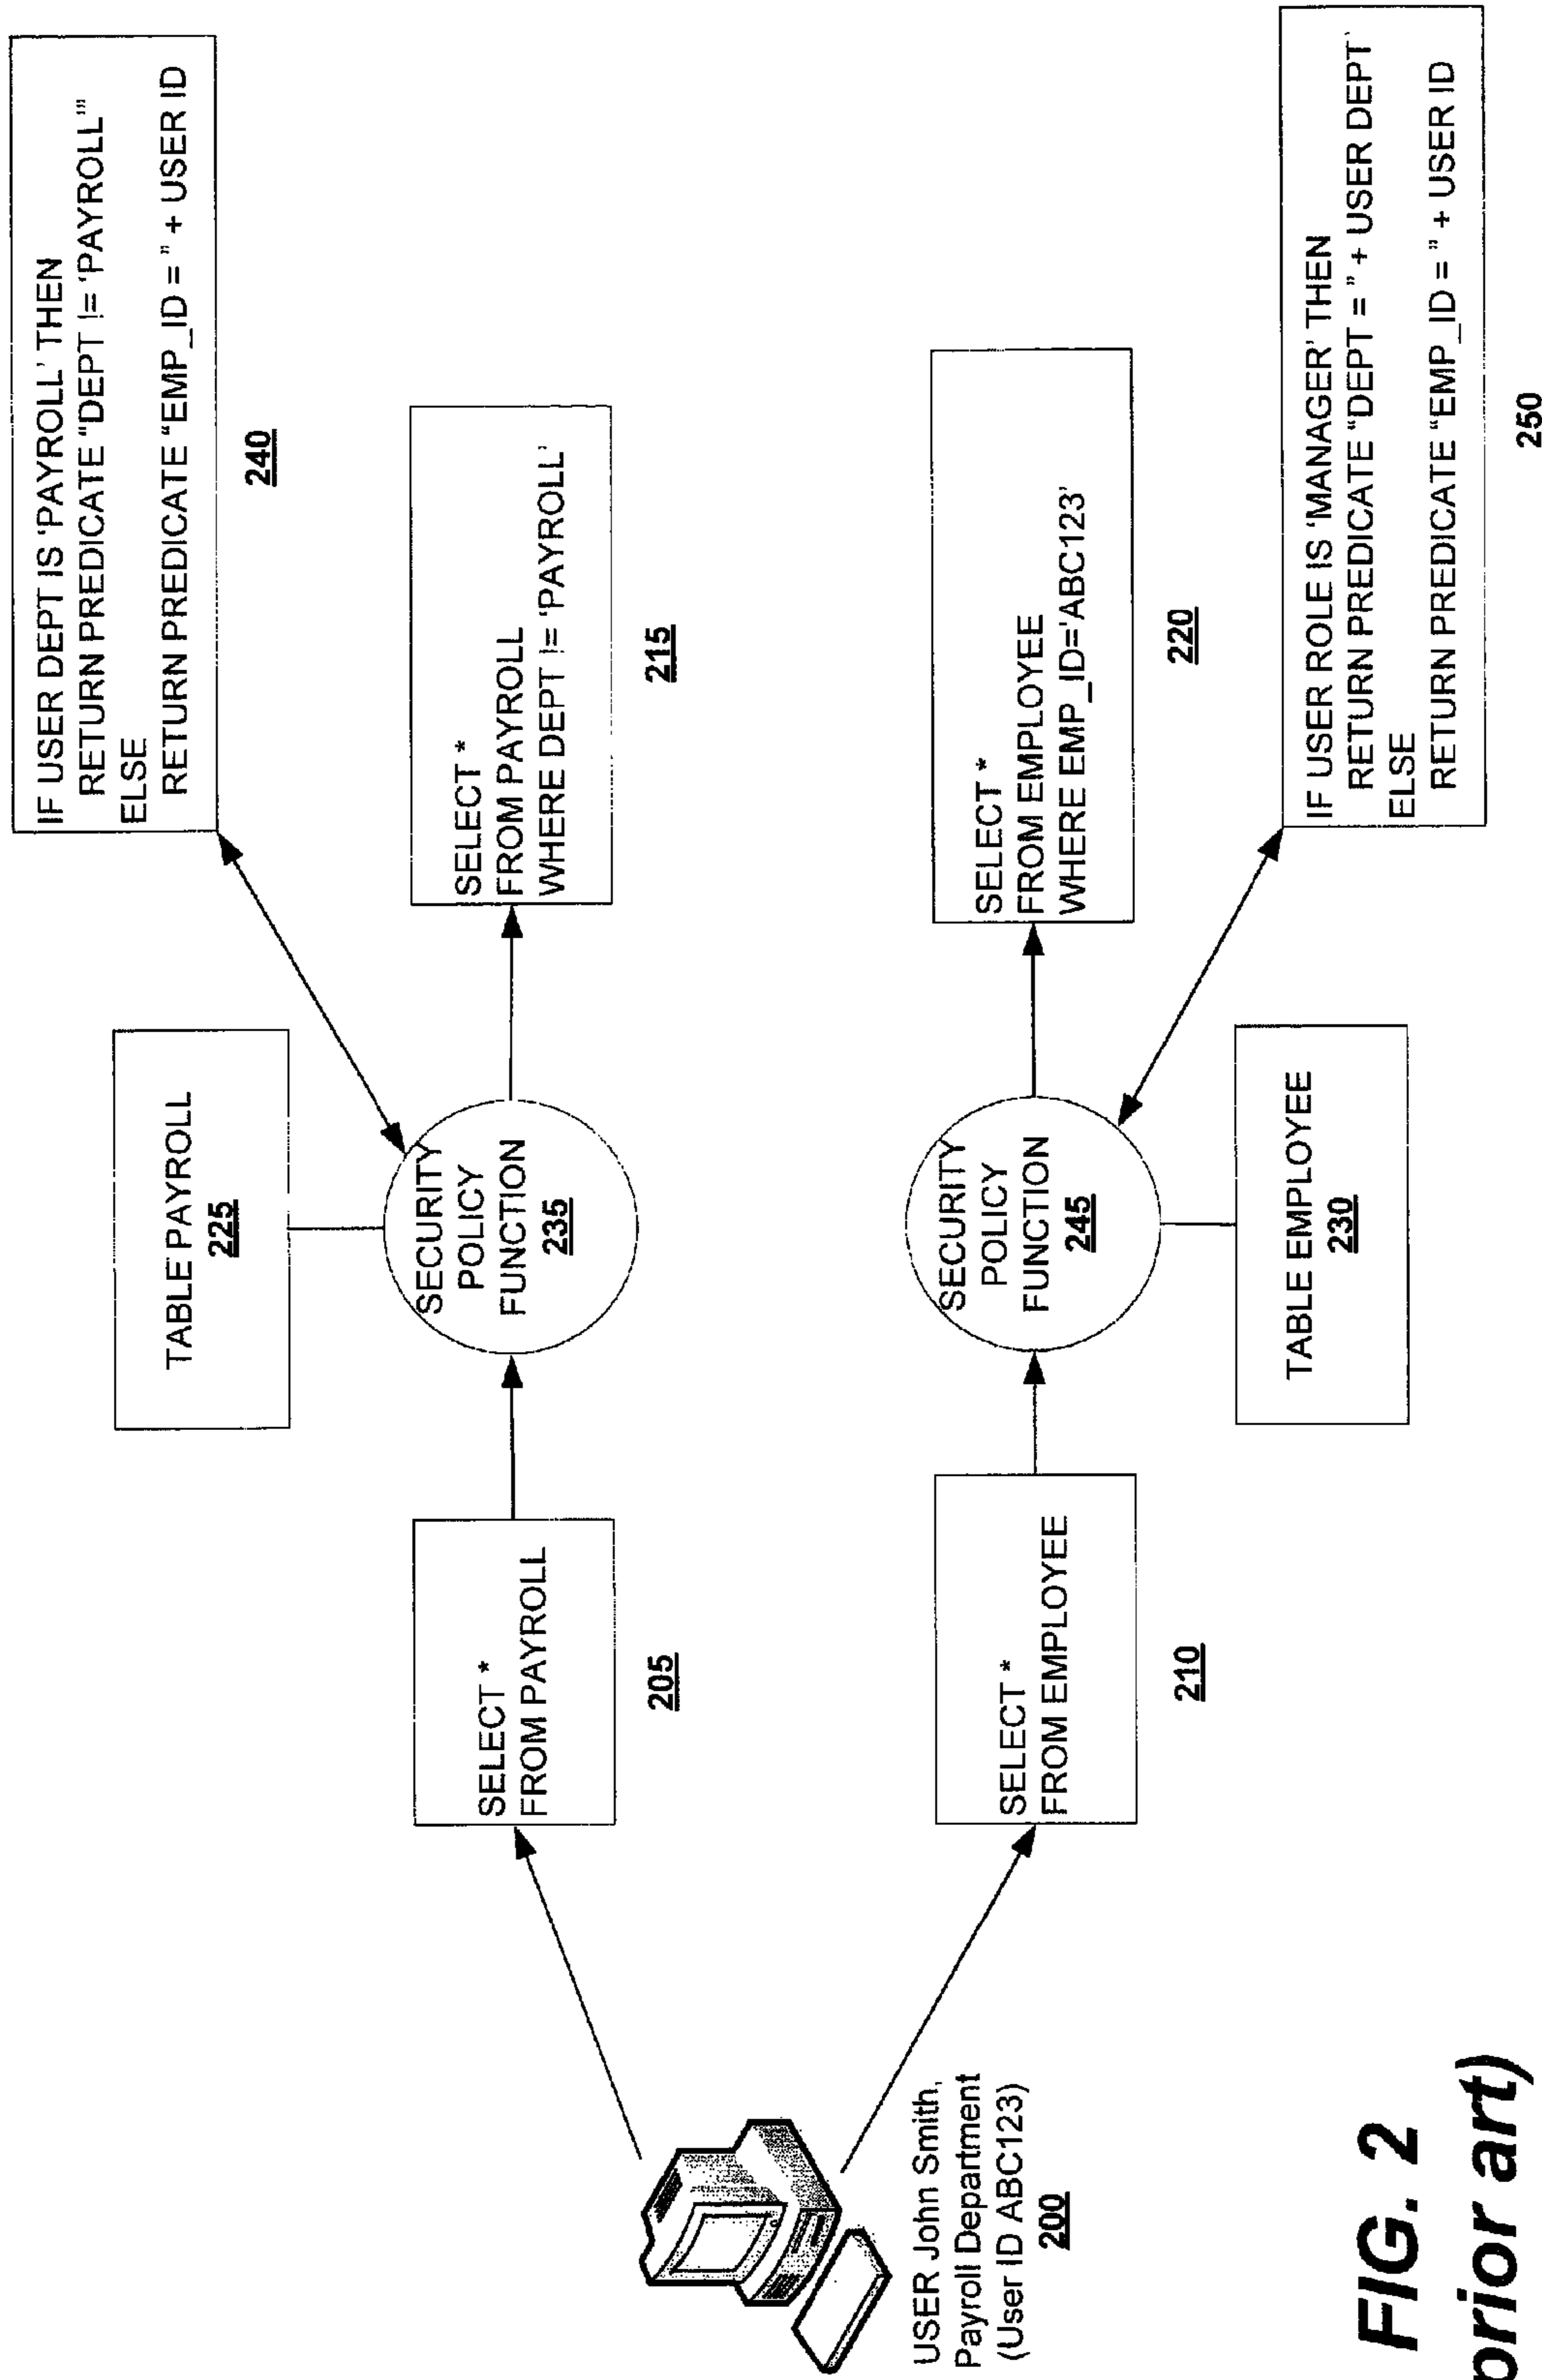 IF USER DEPT IS 'PAYROLL' THEN
RETURN PREDICATE "DEPT != 'PAYROLL'"
ELSE
RETURN PREDICATE "EMP_ID = " + USER ID
240
TABLE PAYROLL
225
SELECT *
FROM PAYROLL
205
SECURITY
POLICY
FUNCTION
235
SELECT *
FROM PAYROLL
WHERE DEPT != 'PAYROLL'
215
USER John Smith,
Payroll Department
(User ID ABC123)
200
SELECT *
FROM EMPLOYEE
210
SECURITY
POLICY
FUNCTION
245
SELECT *
FROM EMPLOYEE
WHERE EMP_ID='ABC123'
220
TABLE EMPLOYEE
230
IF USER ROLE IS 'MANAGER' THEN
RETURN PREDICATE "DEPT = " + USER DEPT
ELSE
RETURN PREDICATE "EMP_ID = " + USER ID
250
FIG. 2
prior art)